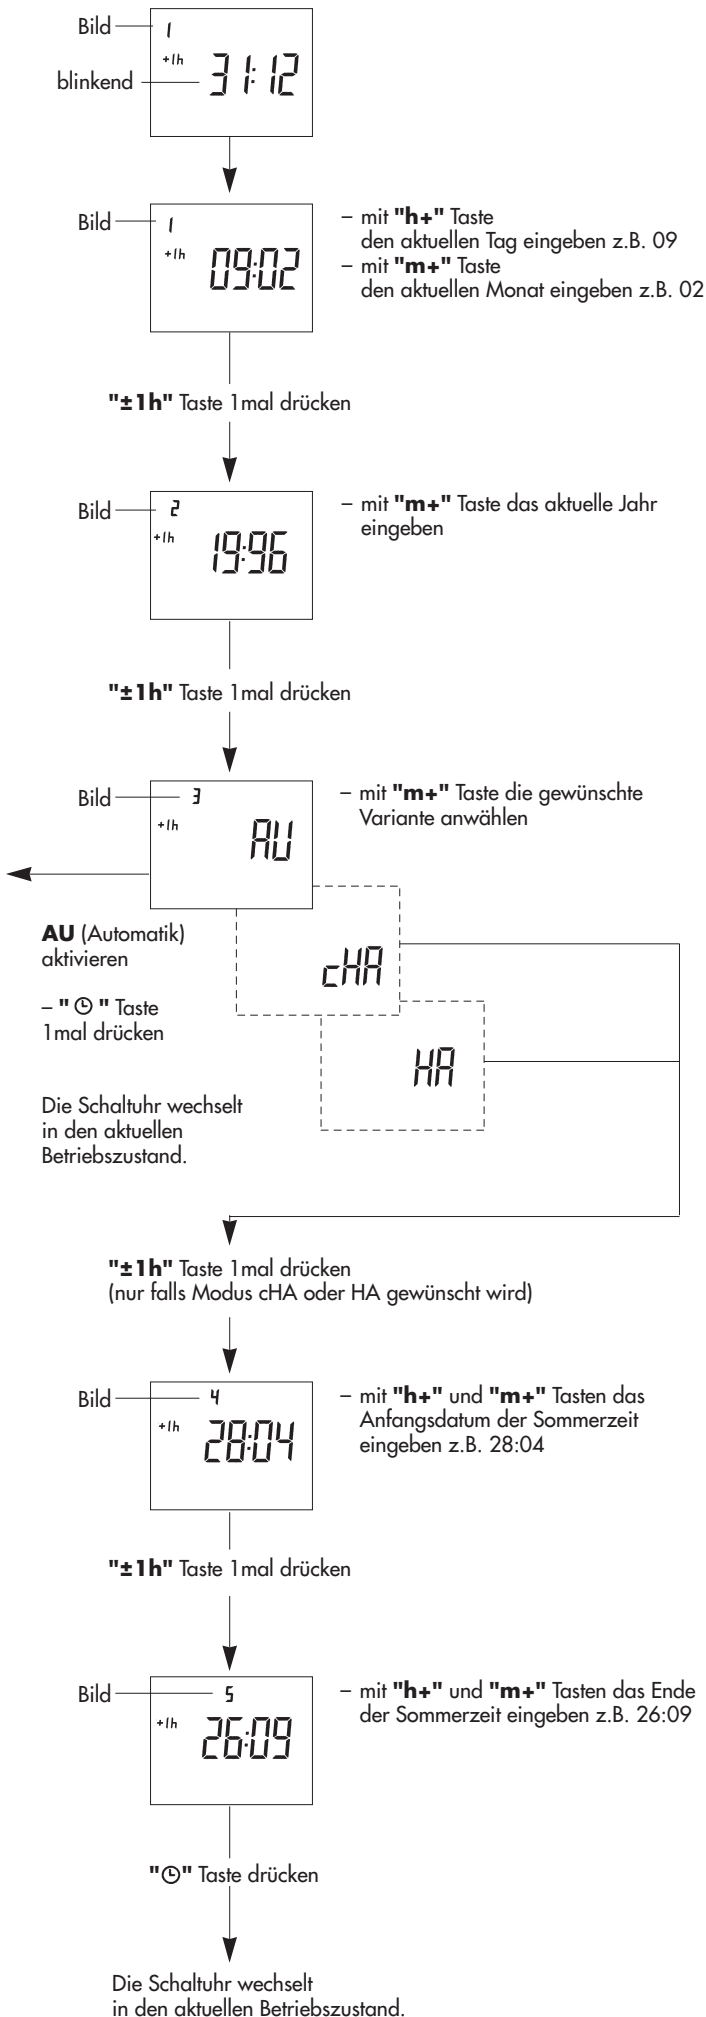 Bild
1
+1h
blinkend
31:12
Bild
1
+1h
09:02
– mit "h+" Taste
den aktuellen Tag eingeben z.B. 09
– mit "m+" Taste
den aktuellen Monat eingeben z.B. 02
"±1h" Taste 1mal drücken
Bild
2
+1h
19:96
– mit "m+" Taste das aktuelle Jahr
eingeben
"±1h" Taste 1mal drücken
Bild
3
+1h
AU
– mit "m+" Taste die gewünschte
Variante anwählen
AU (Automatik)
aktivieren
– "🕒" Taste
1mal drücken
cHA
HA
Die Schaltuhr wechselt
in den aktuellen
Betriebszustand.
"±1h" Taste 1mal drücken
(nur falls Modus cHA oder HA gewünscht wird)
Bild
4
+1h
28:04
– mit "h+" und "m+" Tasten das
Anfangsdatum der Sommerzeit
eingeben z.B. 28:04
"±1h" Taste 1mal drücken
Bild
5
+1h
26:09
– mit "h+" und "m+" Tasten das Ende
der Sommerzeit eingeben z.B. 26:09
"🕒" Taste drücken
Die Schaltuhr wechselt
in den aktuellen Betriebszustand.